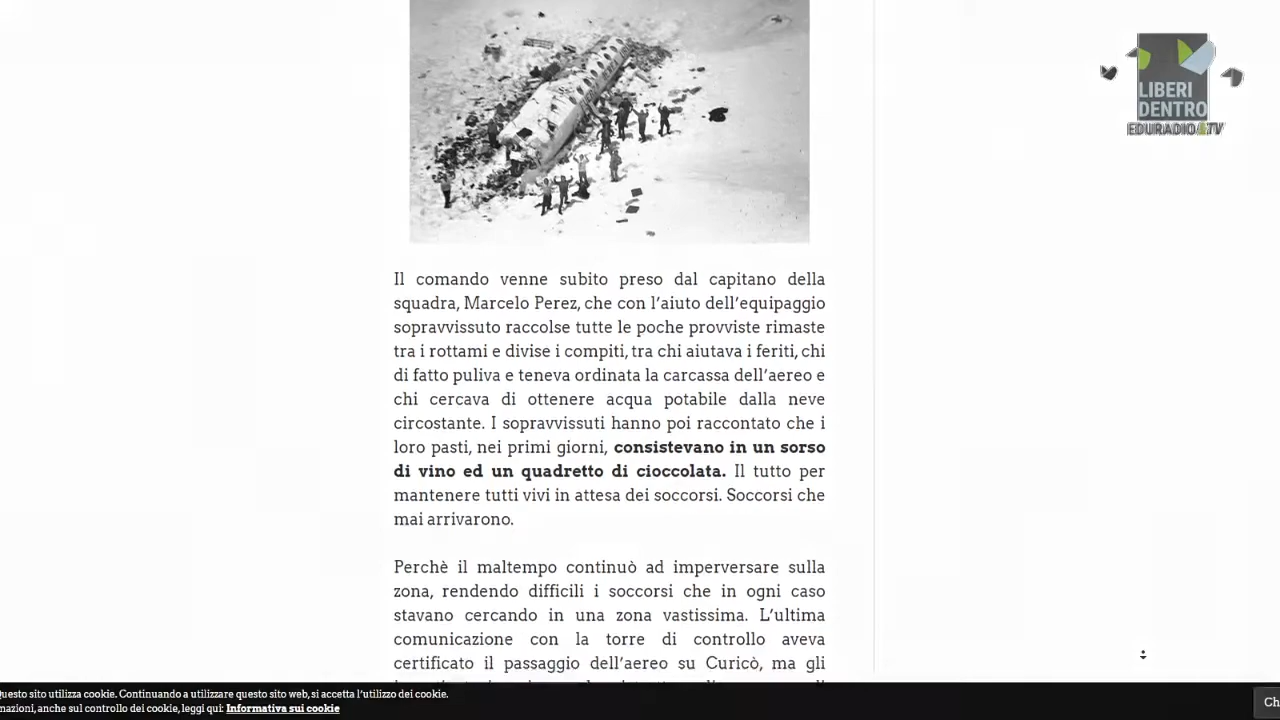 LIBERI
DENTRO
EDURADIO&TV
Il comando venne subito preso dal capitano della
squadra, Marcelo Perez, che con l'aiuto dell'equipaggio
sopravvissuto raccolse tutte le poche provviste rimaste
tra i rottami e divise i compiti, tra chi aiutava i feriti, chi
di fatto puliva e teneva ordinata la carcassa dell'aereo e
chi cercava di ottenere acqua potabile dalla neve
circostante. I sopravvissuti hanno poi raccontato che i
loro pasti, nei primi giorni, consistevano in un sorso
di vino ed un quadretto di cioccolata. Il tutto per
mantenere tutti vivi in attesa dei soccorsi. Soccorsi che
mai arrivarono.
Perchè il maltempo continuò ad imperversare sulla
zona, rendendo difficili i soccorsi che in ogni caso
stavano cercando in una zona vastissima. L'ultima
comunicazione con la torre di controllo aveva
certificato il passaggio dell'aereo su Curicò, ma gli
uesto sito utilizza cookie. Continuando a utilizzare questo sito web, si accetta l'utilizzo dei cookie.
mazioni, anche sul controllo dei cookie, leggi qui: Informativa sui cookie
Ch